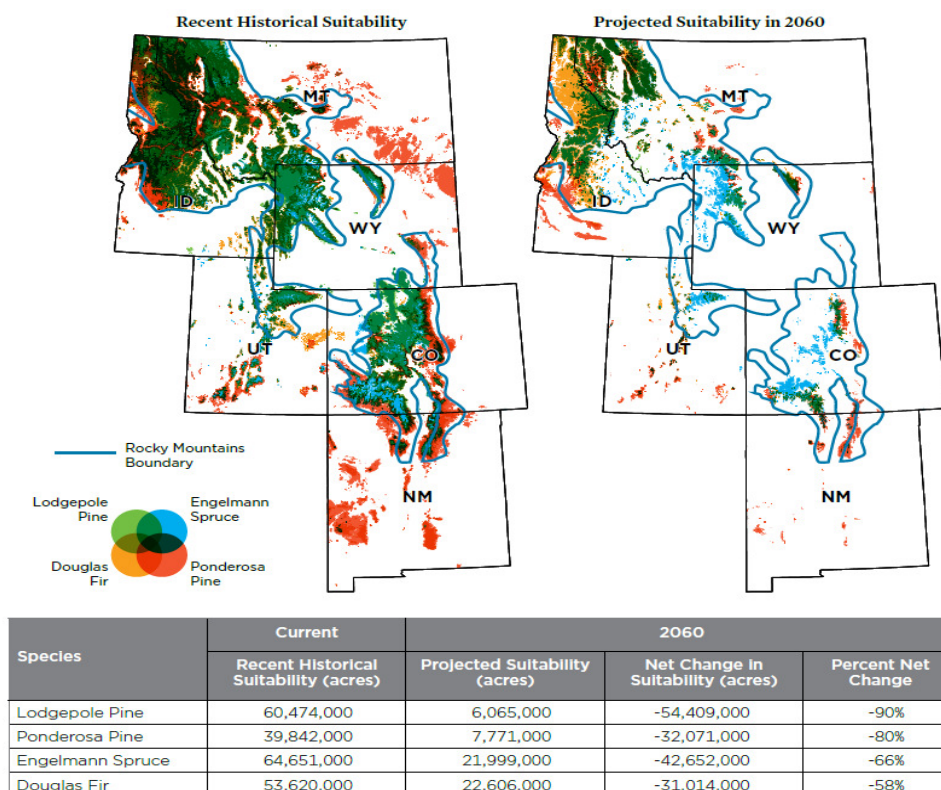 Recent Historical Suitability
Projected Suitability in 2060
MT
ID
WY
UT
CO
NM
MT
ID
WY
UT
CO
NM
Rocky Mountains
Boundary
Lodgepole
Pine
Engelmann
Spruce
Douglas
Fir
Ponderosa
Pine
Species
Current
2060
Recent Historical
Suitability (acres)
Projected Suitability
(acres)
Net Change in
Suitability (acres)
Percent Net
Change
Lodgepole Pine 60,474,000 6,065,000 -54,409,000 -90%
Ponderosa Pine 39,842,000 7,771,000 -32,071,000 -80%
Engelmann Spruce 64,651,000 21,999,000 -42,652,000 -66%
Douglas Fir 53,620,000 22,606,000 -31,014,000 -58%